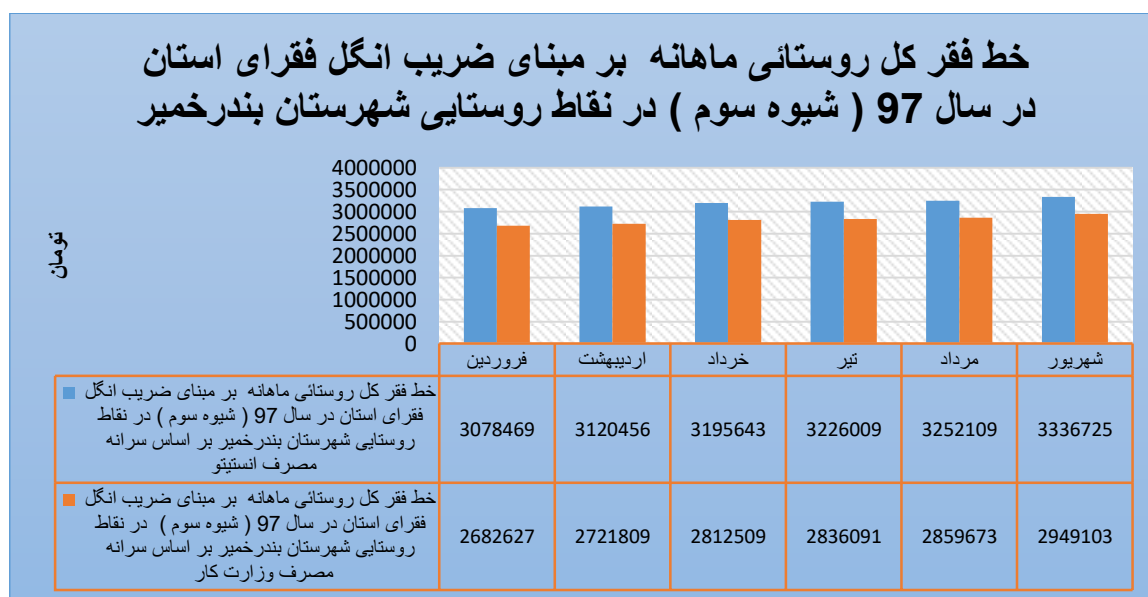 خط فقر کل روستائی ماهانه بر مبنای ضریب انگل فقرای استان
در سال 97 ( شیوه سوم ) در نقاط روستایی شهرستان بندرخمیر
تومان
4000000
3500000
3000000
2500000
2000000
1500000
1000000
500000
0
فروردین
اردیبهشت
خرداد
تیر
مرداد
شهریور
خط فقر کل روستائی ماهانه بر مبنای ضریب انگل
فقرای استان در سال 97 ( شیوه سوم ) در نقاط
روستایی شهرستان بندرخمیر بر اساس سرانه
مصرف انستیتو
3078469
3120456
3195643
3226009
3252109
3336725
خط فقر کل روستائی ماهانه بر مبنای ضریب انگل
فقرای استان در سال 97 ( شیوه سوم ) در نقاط
روستایی شهرستان بندرخمیر بر اساس سرانه
مصرف وزارت کار
2682627
2721809
2812509
2836091
2859673
2949103